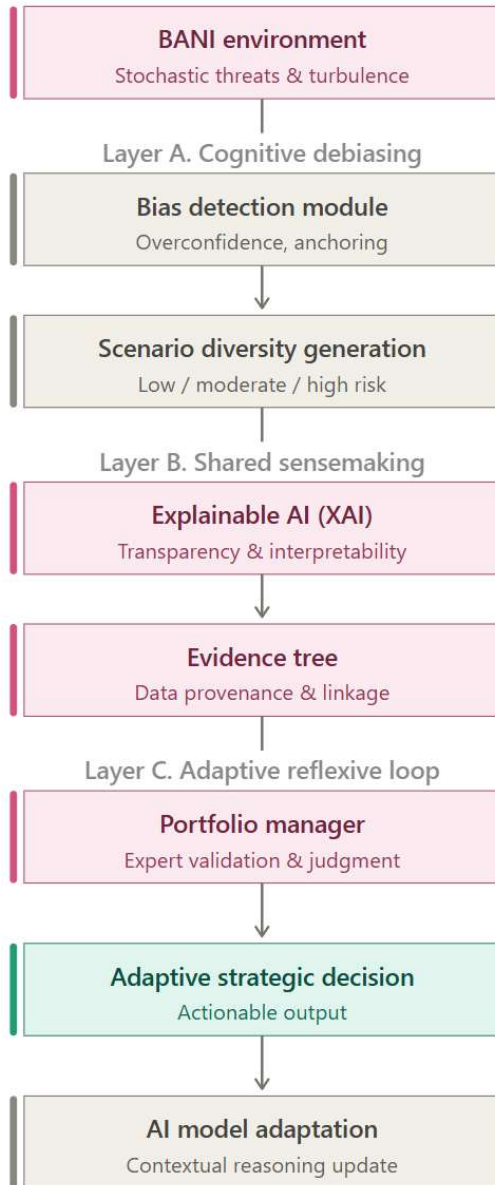 BANI environment
Stochastic threats & turbulence
Layer A. Cognitive debiasing
Bias detection module
Overconfidence, anchoring
Scenario diversity generation
Low / moderate / high risk
Layer B. Shared sensemaking
Explainable AI (XAI)
Transparency & interpretability
Evidence tree
Data provenance & linkage
Layer C. Adaptive reflexive loop
Portfolio manager
Expert validation & judgment
Adaptive strategic decision
Actionable output
AI model adaptation
Contextual reasoning update